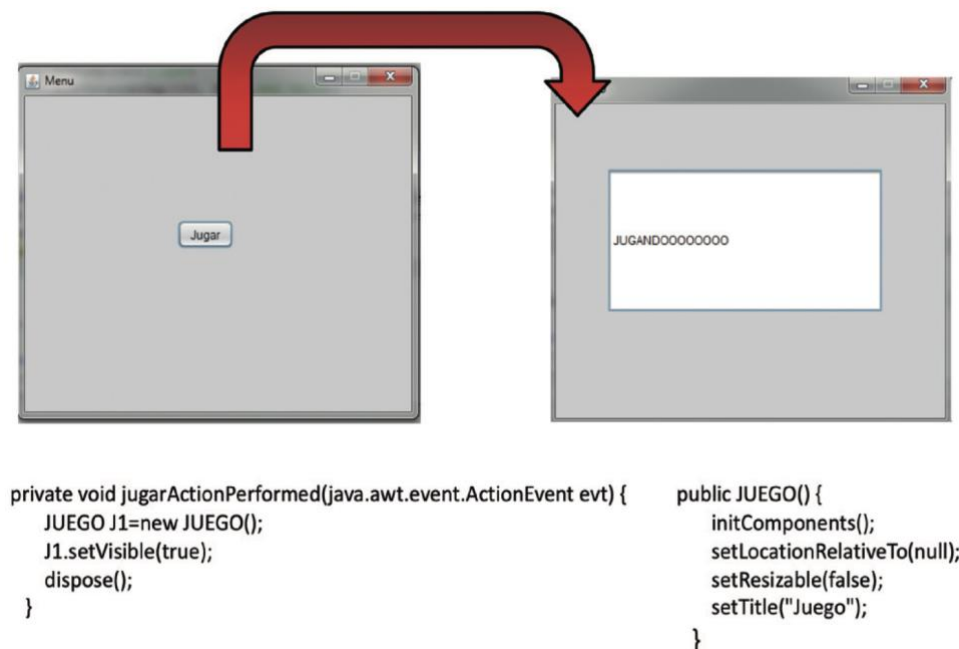 Menu
Jugar
JUGANDOOOOOOOO
private void jugarActionPerformed(java.awt.event.ActionEvent evt) {
JUEGO J1=new JUEGO();
J1.setVisible(true);
dispose();
}
public JUEGO() {
initComponents();
setLocationRelativeTo(null);
setResizable(false);
setTitle("Juego");
}